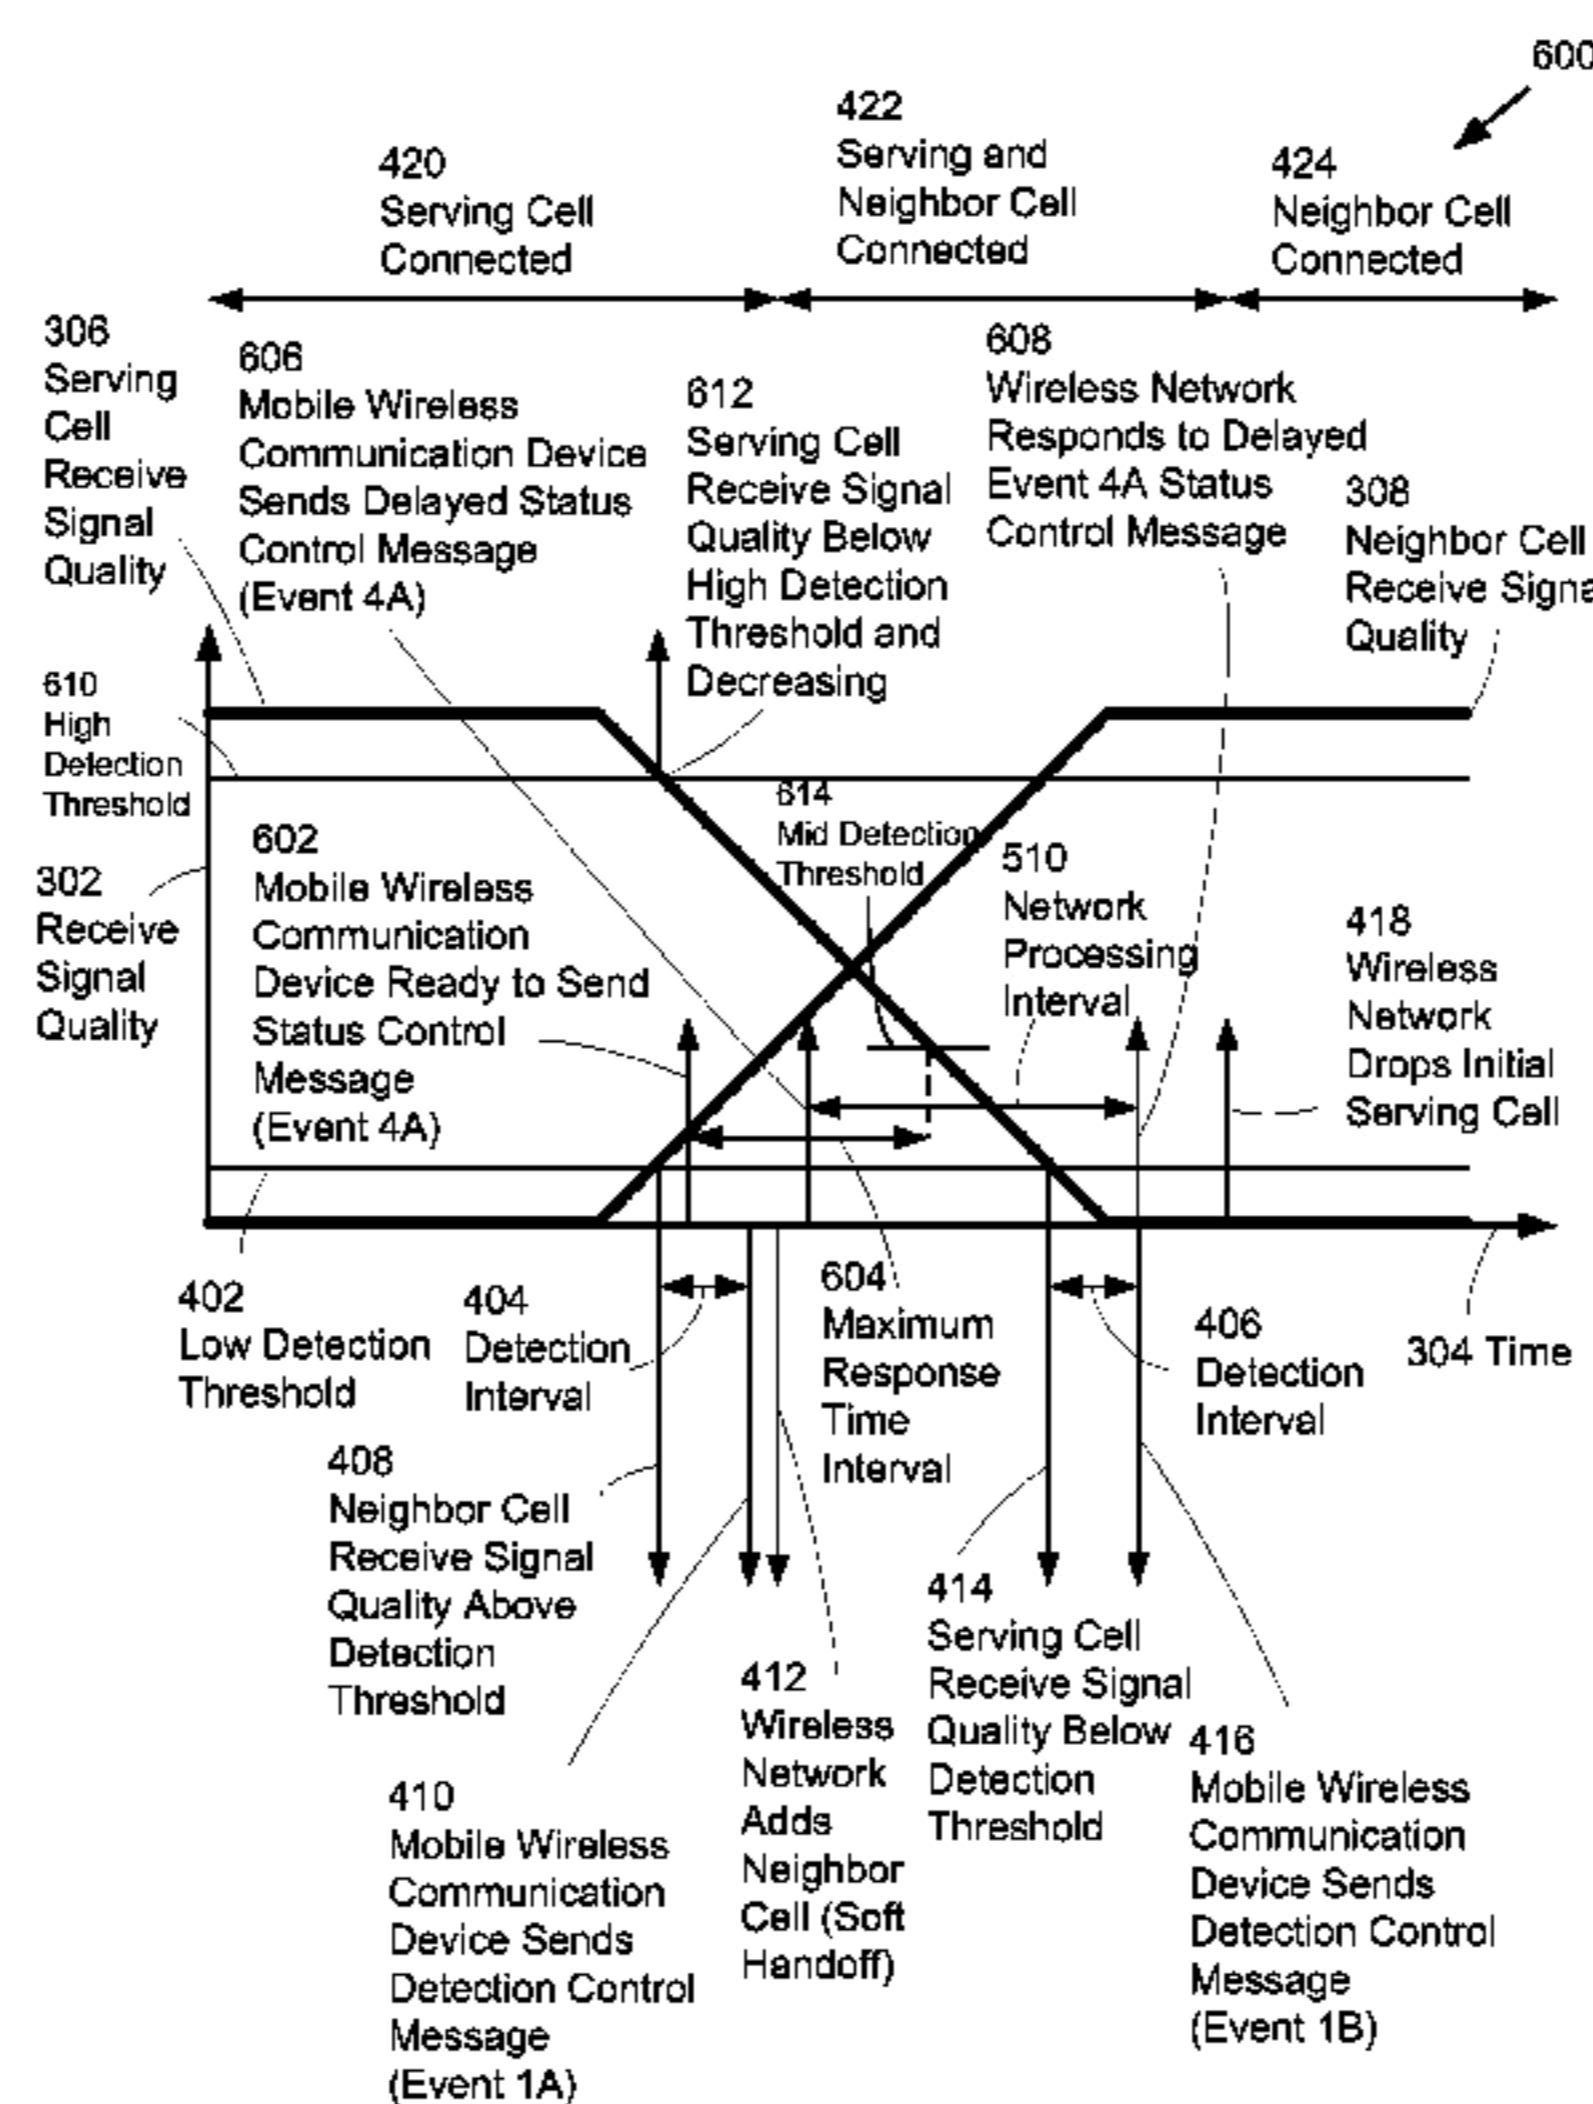 600
420
Serving Cell
Connected
422
Serving and
Neighbor Cell
Connected
424
Neighbor Cell
Connected
306
Serving
Cell
Receive
Signal
Quality
606
Mobile Wireless
Communication Device
Sends Delayed Status
Control Message
(Event 4A)
612
Serving Cell
Receive Signal
Quality Below
High Detection
Threshold and
Decreasing
608
Wireless Network
Responds to Delayed
Event 4A Status
Control Message
308
Neighbor Cell
Receive Signa
Quality
610
High
Detection
Threshold
302
Receive
Signal
Quality
602
Mobile Wireless
Communication
Device Ready to Send
Status Control
Message
(Event 4A)
614
Mid Detection
Threshold
510
Network
Processing
Interval
418
Wireless
Network
Drops Initial
Serving Cell
402
Low Detection
Threshold
404
Detection
Interval
604
Maximum
Response
Time
Interval
406
Detection
Interval
304 Time
408
Neighbor Cell
Receive Signal
Quality Above
Detection
Threshold
410
Mobile Wireless
Communication
Device Sends
Detection Control
Message
(Event 1A)
412
Wireless
Network
Adds
Neighbor
Cell (Soft
Handoff)
414
Serving Cell
Receive Signal
Quality Below
Detection
Threshold
416
Mobile Wireless
Communication
Device Sends
Detection Control
Message
(Event 1B)